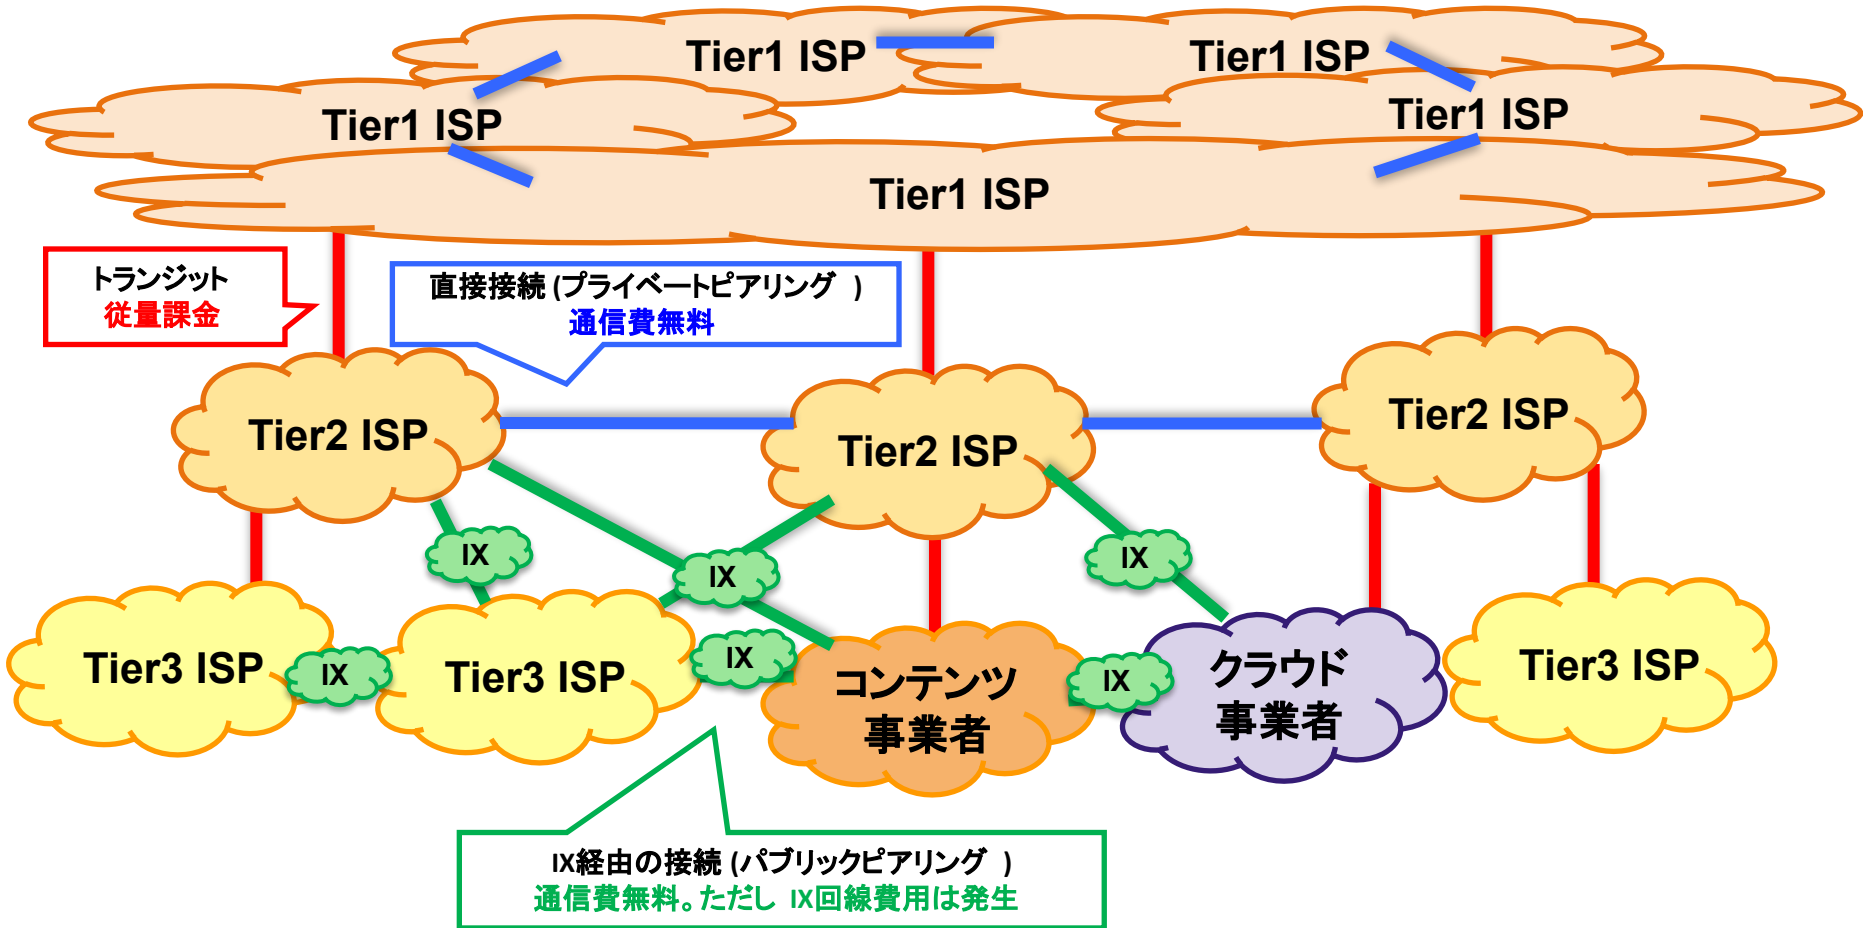 Tier1 ISP
Tier1 ISP
Tier1 ISP
Tier1 ISP
Tier1 ISP
トランジット
従量課金
直接接続 (プライベートピアリング )
通信費無料
Tier2 ISP
Tier2 ISP
Tier2 ISP
IX
IX
IX
Tier3 ISP
IX
Tier3 ISP
IX
コンテンツ
事業者
IX
クラウド
事業者
Tier3 ISP
IX経由の接続 (パブリックピアリング )
通信費無料。ただし IX回線費用は発生